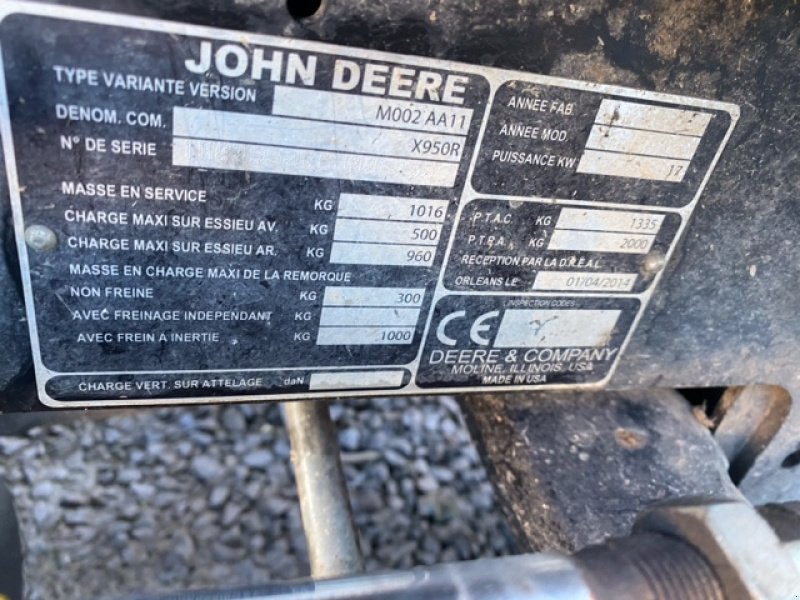 JOHN DEERE
TYPE VARIANTE VERSION M002 AA11
DENOM. COM. X950R
N° DE SERIE
MASSE EN SERVICE KG 1016
CHARGE MAXI SUR ESSIEU AV. KG 500
CHARGE MAXI SUR ESSIEU AR. KG 960
MASSE EN CHARGE MAXI DE LA REMORQUE
NON FREINE KG 300
AVEC FREINAGE INDEPENDANT KG
AVEC FREIN A INERTIE KG 1000
CHARGE VERT. SUR ATTELAGE daN
ANNEE FAB.
ANNEE MOD.
PUISSANCE KW 17
P.T.A.C. KG 1335
P.T.R.A. KG 2000
RECEPTION PAR LA D.R.E.A.L.
ORLEANS LE 01/04/2014
INSPECTION CODES
CE
DEERE & COMPANY
MOLINE, ILLINOIS, USA
MADE IN USA